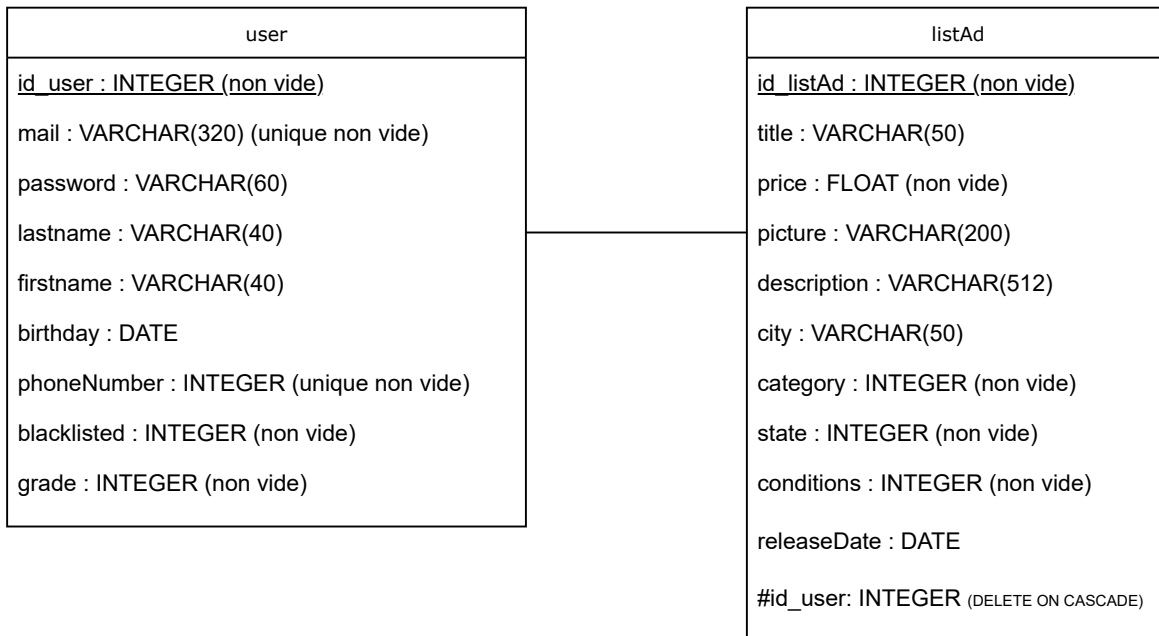 user
id_user : INTEGER (non vide)
mail : VARCHAR(320) (unique non vide)
password : VARCHAR(60)
lastname : VARCHAR(40)
firstname : VARCHAR(40)
birthday : DATE
phoneNumber : INTEGER (unique non vide)
blacklisted : INTEGER (non vide)
grade : INTEGER (non vide)
listAd
id_listAd : INTEGER (non vide)
title : VARCHAR(50)
price : FLOAT (non vide)
picture : VARCHAR(200)
description : VARCHAR(512)
city : VARCHAR(50)
category : INTEGER (non vide)
state : INTEGER (non vide)
conditions : INTEGER (non vide)
releaseDate : DATE
#id_user: INTEGER (DELETE ON CASCADE)